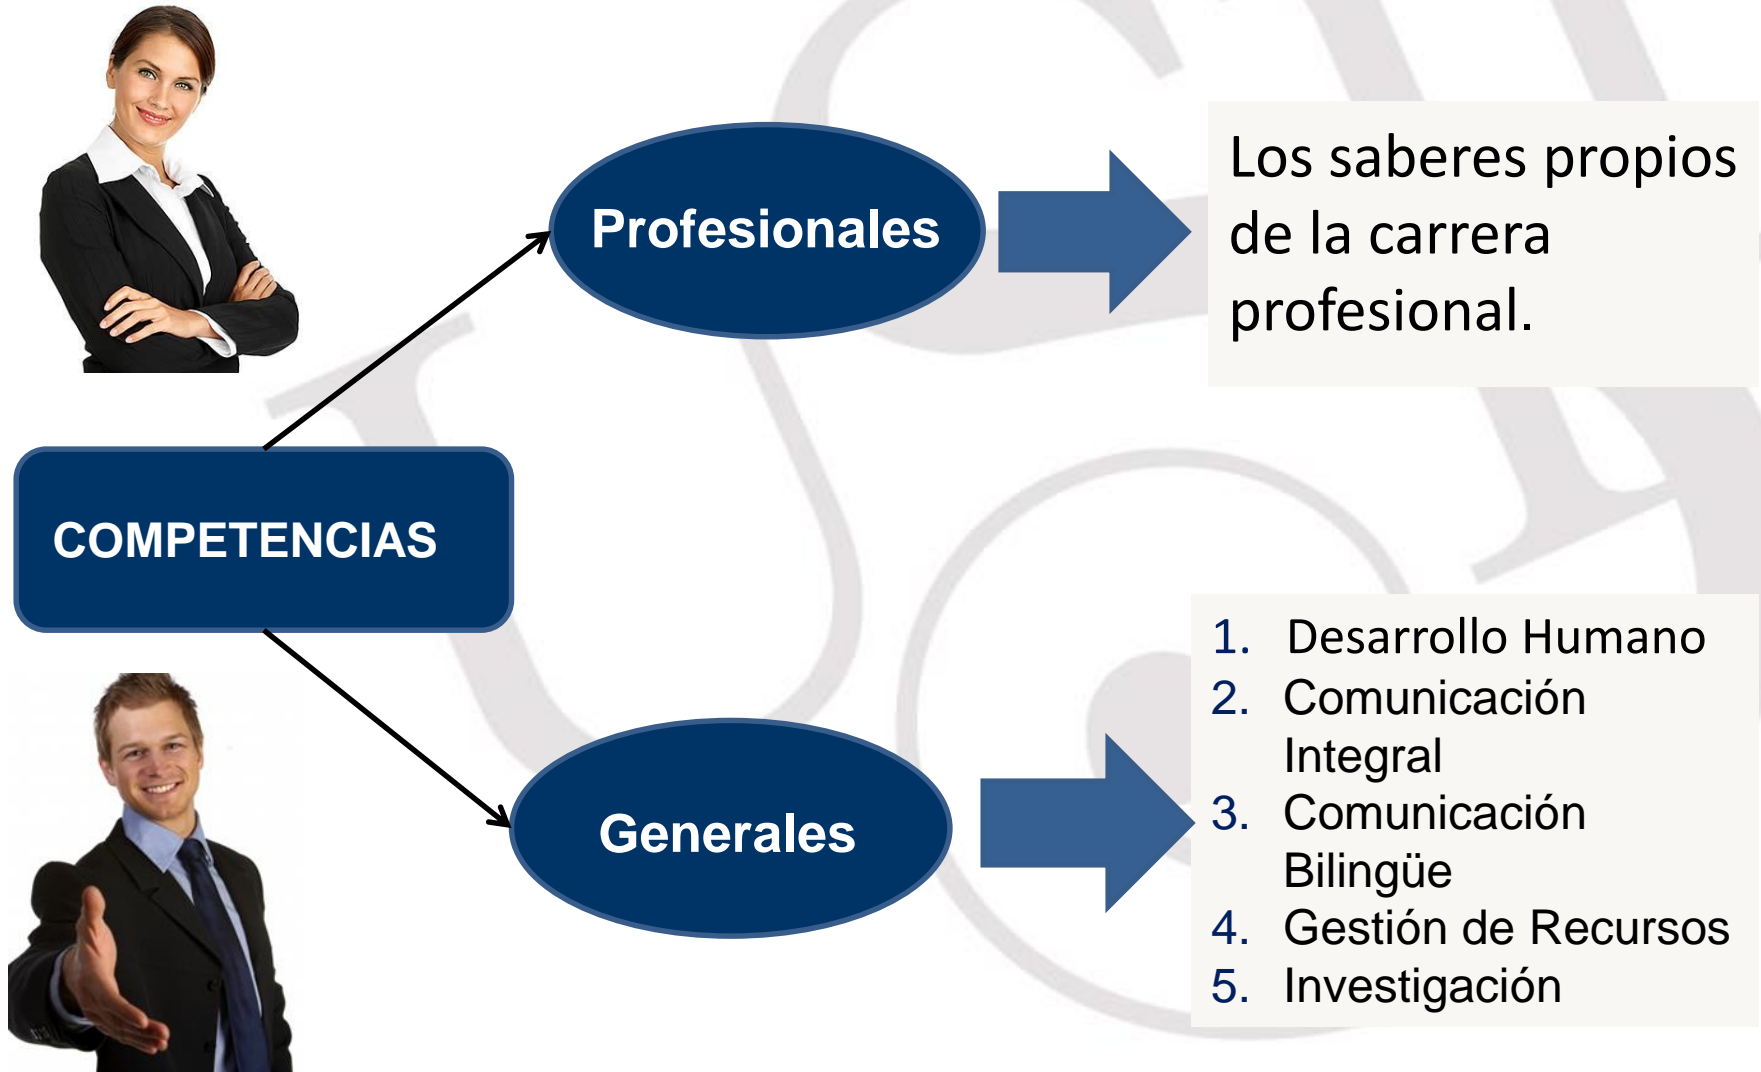 Profesionales
Los saberes propios
de la carrera
profesional.
COMPETENCIAS
Generales
1. Desarrollo Humano
2. Comunicación
Integral
3. Comunicación
Bilingüe
4. Gestión de Recursos
5. Investigación